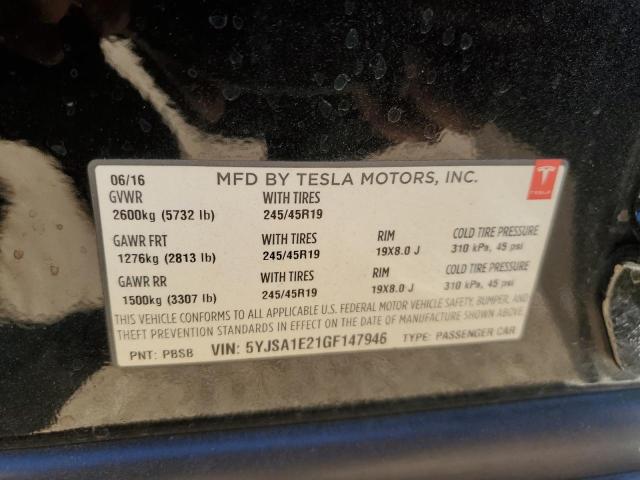 06/16 MFD BY TESLA MOTORS, INC.
GVWR WITH TIRES
2600kg (5732 lb) 245/45R19
GAWR FRT WITH TIRES RIM COLD TIRE PRESSURE
1276kg (2813 lb) 245/45R19 19X8.0 J 310 kPa, 45 psi
GAWR RR WITH TIRES RIM COLD TIRE PRESSURE
1500kg (3307 lb) 245/45R19 19X8.0 J 310 kPa, 45 psi
THIS VEHICLE CONFORMS TO ALL APPLICABLE U.S. FEDERAL MOTOR VEHICLE SAFETY, BUMPER, AND
THEFT PREVENTION STANDARDS IN EFFECT ON THE DATE OF MANUFACTURE SHOWN ABOVE.
PNT: PBSB VIN: 5YJSA1E21GF147946 TYPE: PASSENGER CAR
TESLA